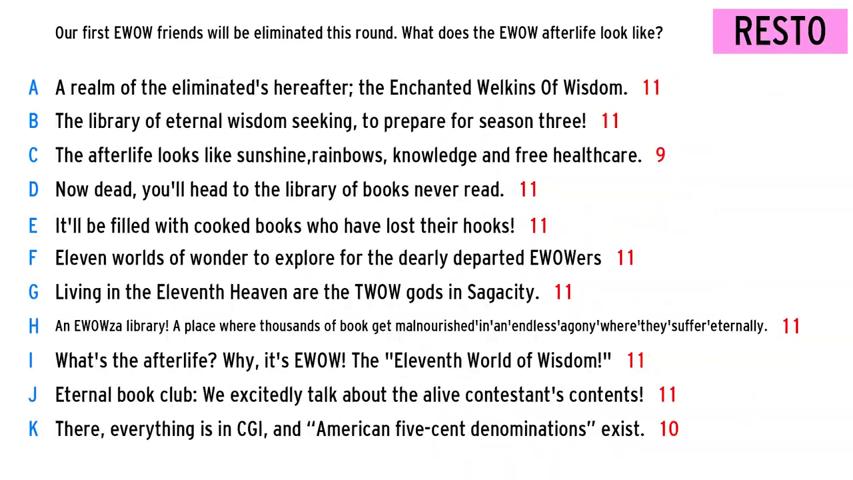 Our first EWOW friends will be eliminated this round. What does the EWOW afterlife look like?
RESTO
A A realm of the eliminated's hereafter; the Enchanted Welkins Of Wisdom. 11
B The library of eternal wisdom seeking, to prepare for season three! 11
C The afterlife looks like sunshine,rainbows, knowledge and free healthcare. 9
D Now dead, you'll head to the library of books never read. 11
E It'll be filled with cooked books who have lost their hooks! 11
F Eleven worlds of wonder to explore for the dearly departed EWOWers 11
G Living in the Eleventh Heaven are the TWOW gods in Sagacity. 11
H An EWOWza library! A place where thousands of book get malnourished'in'an'endless'agony'where'they'suffer'eternally. 11
I What's the afterlife? Why, it's EWOW! The "Eleventh World of Wisdom!" 11
J Eternal book club: We excitedly talk about the alive contestant's contents! 11
K There, everything is in CGI, and “American five-cent denominations” exist. 10